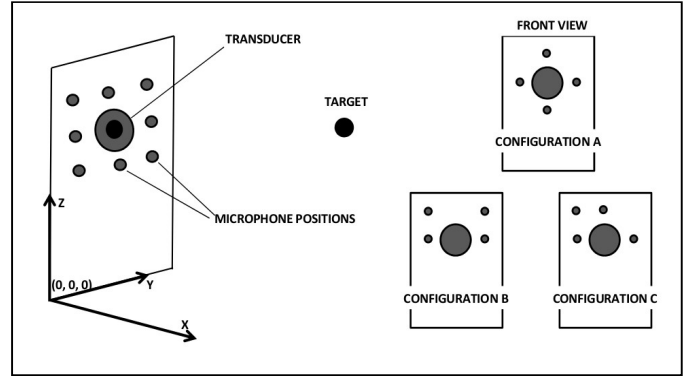 FRONT VIEW
TRANSDUCER
TARGET
CONFIGURATION A
Z
MICROPHONE POSITIONS
(0, 0, 0)
Y
CONFIGURATION B
CONFIGURATION C
X